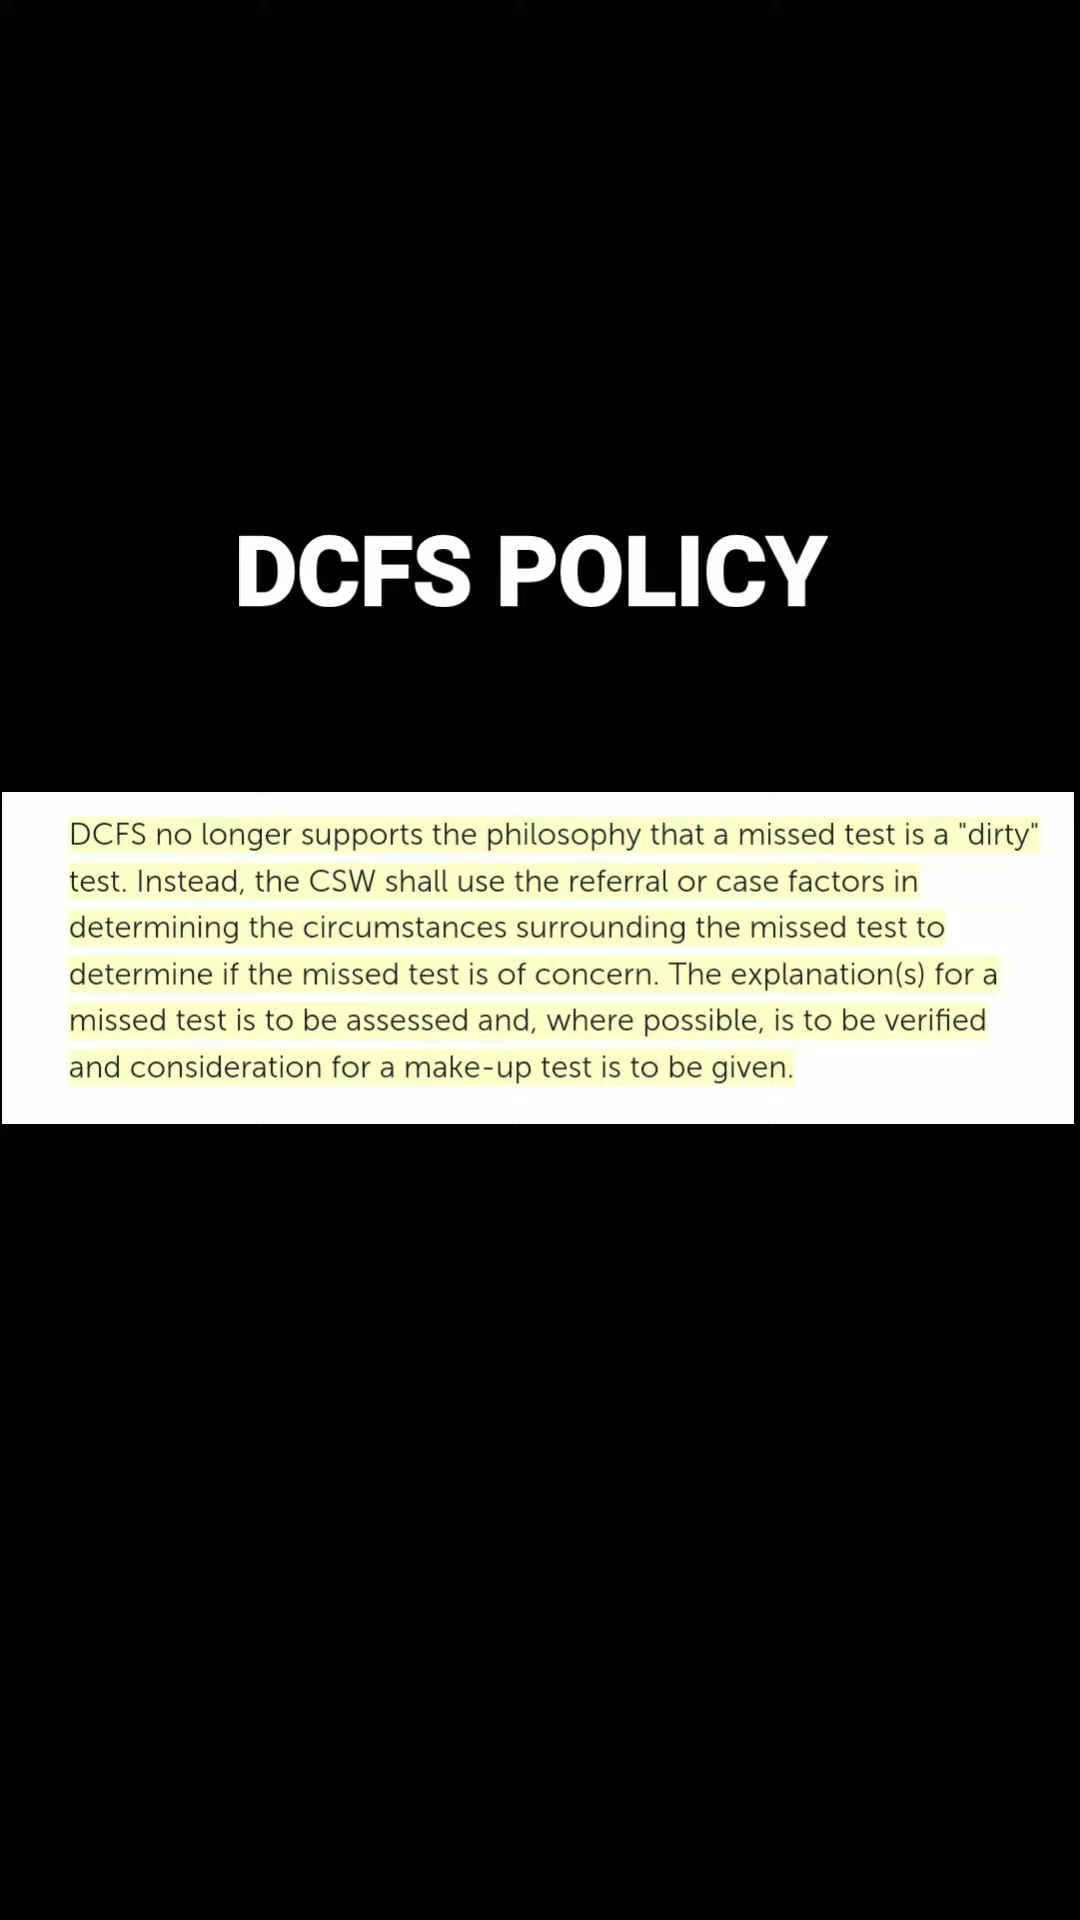 DCFS POLICY
DCFS no longer supports the philosophy that a missed test is a "dirty"
test. Instead, the CSW shall use the referral or case factors in
determining the circumstances surrounding the missed test to
determine if the missed test is of concern. The explanation(s) for a
missed test is to be assessed and, where possible, is to be verified
and consideration for a make-up test is to be given.